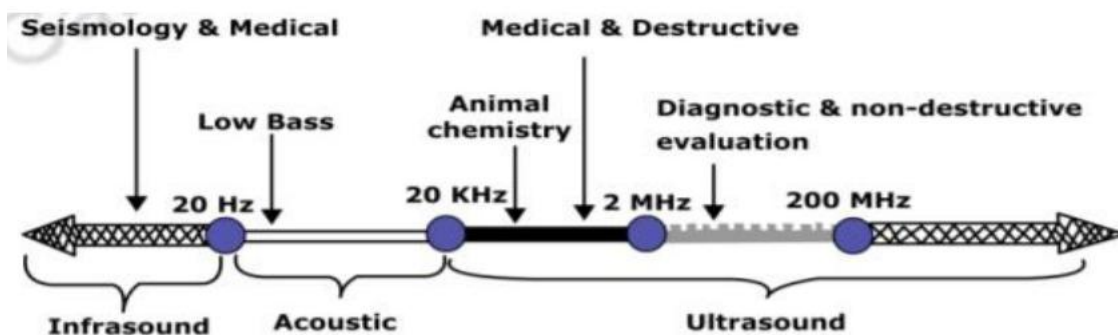 Seismology & Medical
Medical & Destructive
Low Bass
Animal
chemistry
Diagnostic & non-destructive
evaluation
20 Hz
20 KHz
2 MHz
200 MHz
Infrasound
Acoustic
Ultrasound